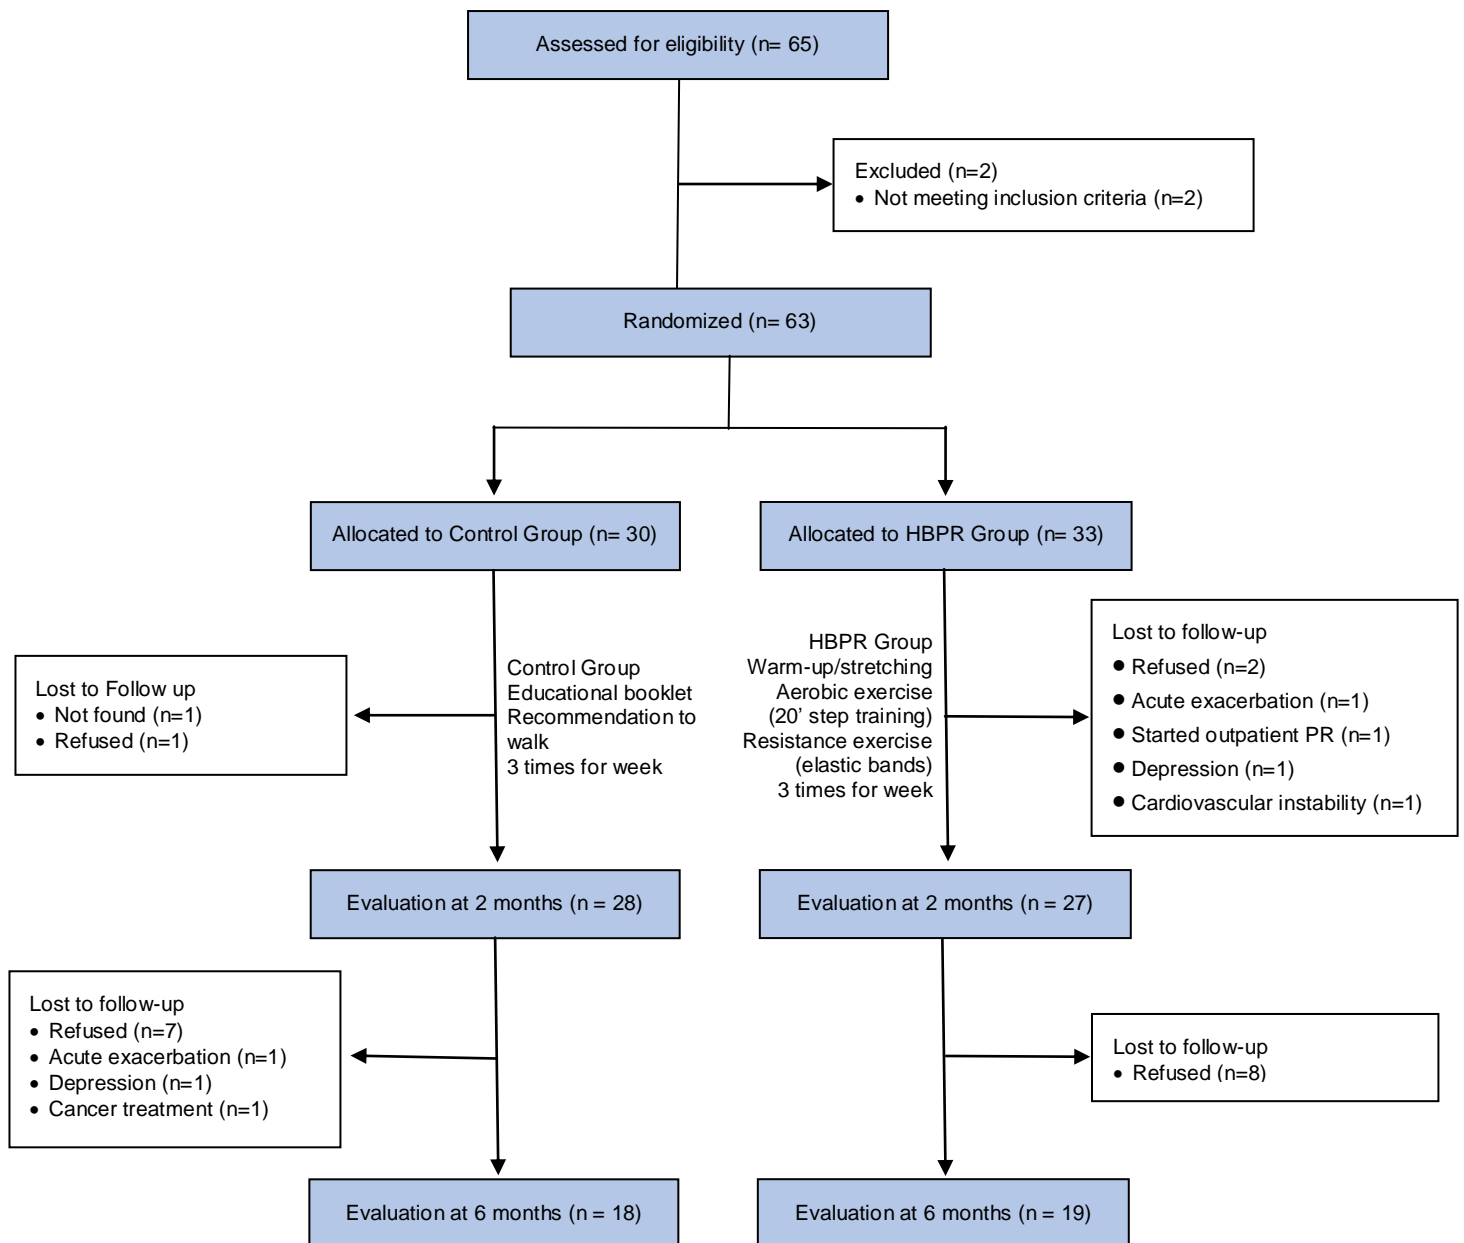 Assessed for eligibility (n= 65)
Excluded (n=2)
• Not meeting inclusion criteria (n=2)
Randomized (n= 63)
Allocated to Control Group (n= 30)
Allocated to HBPR Group (n= 33)
Lost to Follow up
• Not found (n=1)
• Refused (n=1)
Control Group
Educational booklet
Recommendation to
walk
3 times for week
HBPR Group
Warm-up/stretching
Aerobic exercise
(20’ step training)
Resistance exercise
(elastic bands)
3 times for week
Lost to follow-up
• Refused (n=2)
• Acute exacerbation (n=1)
• Started outpatient PR (n=1)
• Depression (n=1)
• Cardiovascular instability (n=1)
Evaluation at 2 months (n = 28)
Evaluation at 2 months (n = 27)
Lost to follow-up
• Refused (n=7)
• Acute exacerbation (n=1)
• Depression (n=1)
• Cancer treatment (n=1)
Lost to follow-up
• Refused (n=8)
Evaluation at 6 months (n = 18)
Evaluation at 6 months (n = 19)